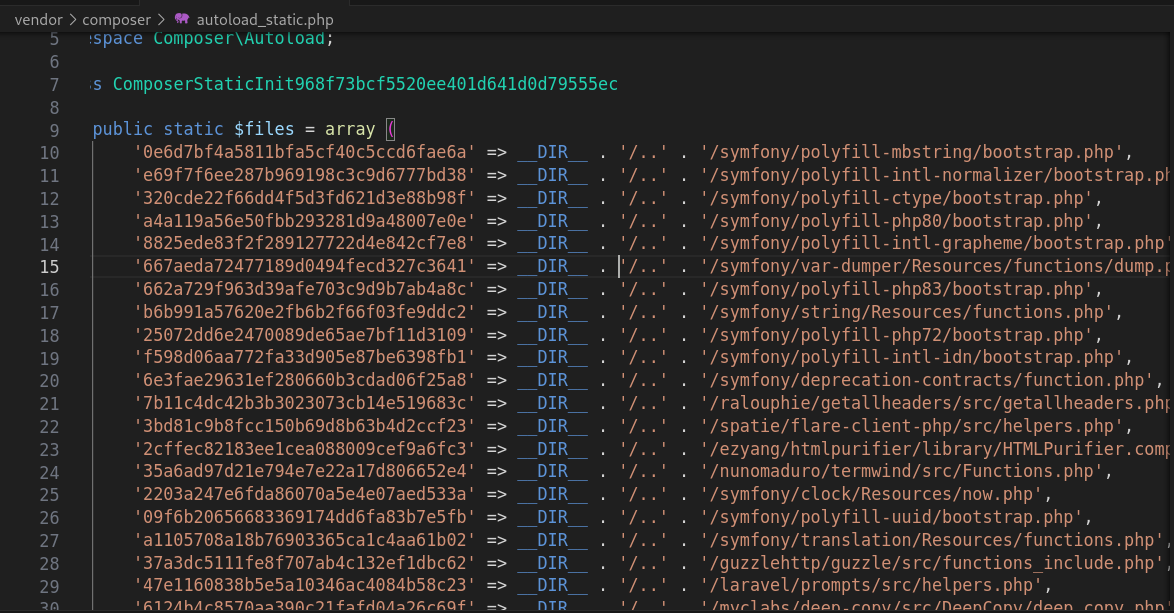 vendor > composer > autoload_static.php
5 espace Composer\Autoload;
6
7 s ComposerStaticInit968f73bcf5520ee401d641d0d79555ec
8
9 public static $files = array (
10 '0e6d7bf4a5811bfa5cf40c5ccd6fae6a' => __DIR__ . '/..' . '/symfony/polyfill-mbstring/bootstrap.php',
11 'e69f7f6ee287b969198c3c9d6777bd38' => __DIR__ . '/..' . '/symfony/polyfill-intl-normalizer/bootstrap.ph
12 '320cde22f66dd4f5d3fd621d3e88b98f' => __DIR__ . '/..' . '/symfony/polyfill-ctype/bootstrap.php',
13 'a4a119a56e50fbb293281d9a48007e0e' => __DIR__ . '/..' . '/symfony/polyfill-php80/bootstrap.php',
14 '8825ede83f2f289127722d4e842cf7e8' => __DIR__ . '/..' . '/symfony/polyfill-intl-grapheme/bootstrap.php'
15 '667aeda72477189d0494fecd327c3641' => __DIR__ . '/..' . '/symfony/var-dumper/Resources/functions/dump.p
16 '662a729f963d39afe703c9d9b7ab4a8c' => __DIR__ . '/..' . '/symfony/polyfill-php83/bootstrap.php',
17 'b6b991a57620e2fb6b2f66f03fe9ddc2' => __DIR__ . '/..' . '/symfony/string/Resources/functions.php',
18 '25072dd6e2470089de65ae7bf11d3109' => __DIR__ . '/..' . '/symfony/polyfill-php72/bootstrap.php',
19 'f598d06aa772fa33d905e87be6398fb1' => __DIR__ . '/..' . '/symfony/polyfill-intl-idn/bootstrap.php',
20 '6e3fae29631ef280660b3cdad06f25a8' => __DIR__ . '/..' . '/symfony/deprecation-contracts/function.php',
21 '7b11c4dc42b3b3023073cb14e519683c' => __DIR__ . '/..' . '/ralouphie/getallheaders/src/getallheaders.php
22 '3bd81c9b8fcc150b69d8b63b4d2ccf23' => __DIR__ . '/..' . '/spatie/flare-client-php/src/helpers.php',
23 '2cffec82183ee1cea088009cef9a6fc3' => __DIR__ . '/..' . '/ezyang/htmlpurifier/library/HTMLPurifier.comp
24 '35a6ad97d21e794e7e22a17d806652e4' => __DIR__ . '/..' . '/nunomaduro/termwind/src/Functions.php',
25 '2203a247e6fda86070a5e4e07aed533a' => __DIR__ . '/..' . '/symfony/clock/Resources/now.php',
26 '09f6b20656683369174dd6fa83b7e5fb' => __DIR__ . '/..' . '/symfony/polyfill-uuid/bootstrap.php',
27 'a1105708a18b76903365ca1c4aa61b02' => __DIR__ . '/..' . '/symfony/translation/Resources/functions.php',
28 '37a3dc5111fe8f707ab4c132ef1dbc62' => __DIR__ . '/..' . '/guzzlehttp/guzzle/src/functions_include.php',
29 '47e1160838b5e5a10346ac4084b58c23' => __DIR__ . '/..' . '/laravel/prompts/src/helpers.php',
30 '6124b4c8570aa390c21fafd04a26c69f' => __DIR__ . '/..' . '/myclabs/deep-copy/src/DeepCopy/deep_copy.php